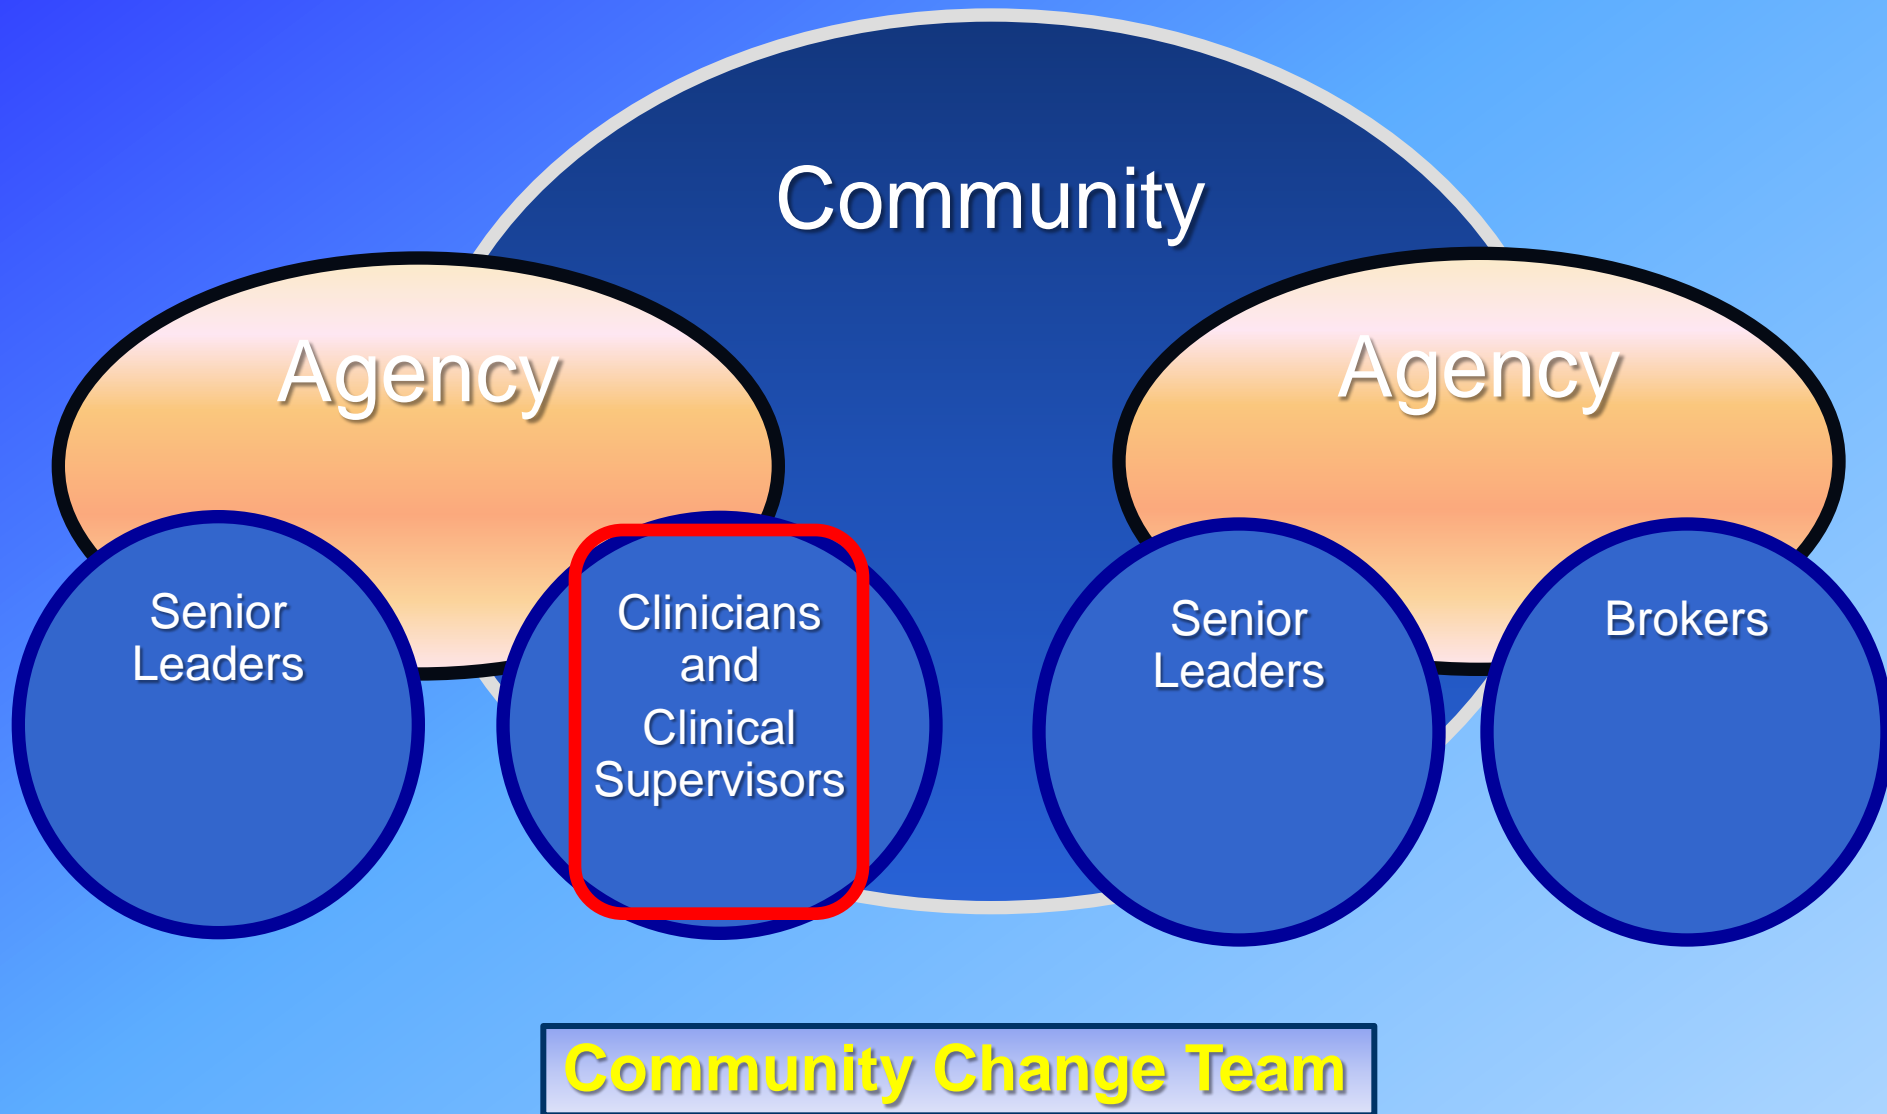 Community
Agency
Agency
Senior
Leaders
Clinicians
and
Clinical
Supervisors
Senior
Leaders
Brokers
Community Change Team